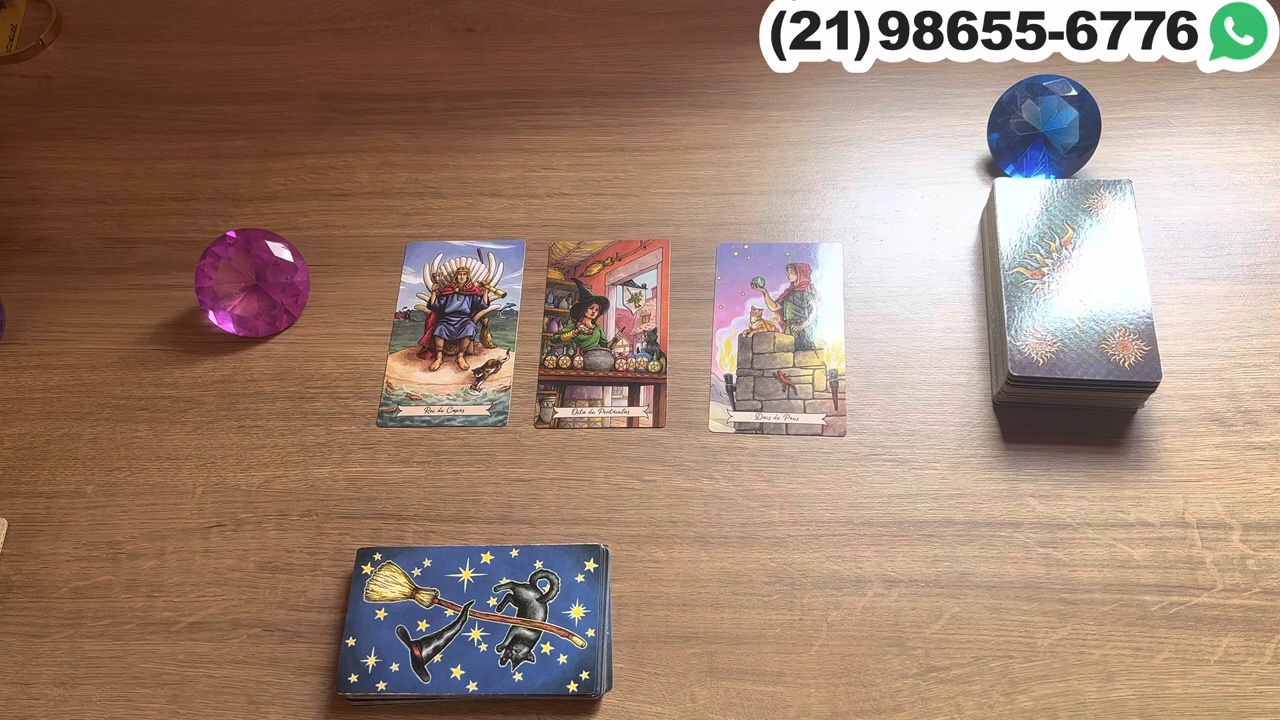 (21)98655-6776
Rei de Copas
Oito de Pentáculos
Dois de Paus